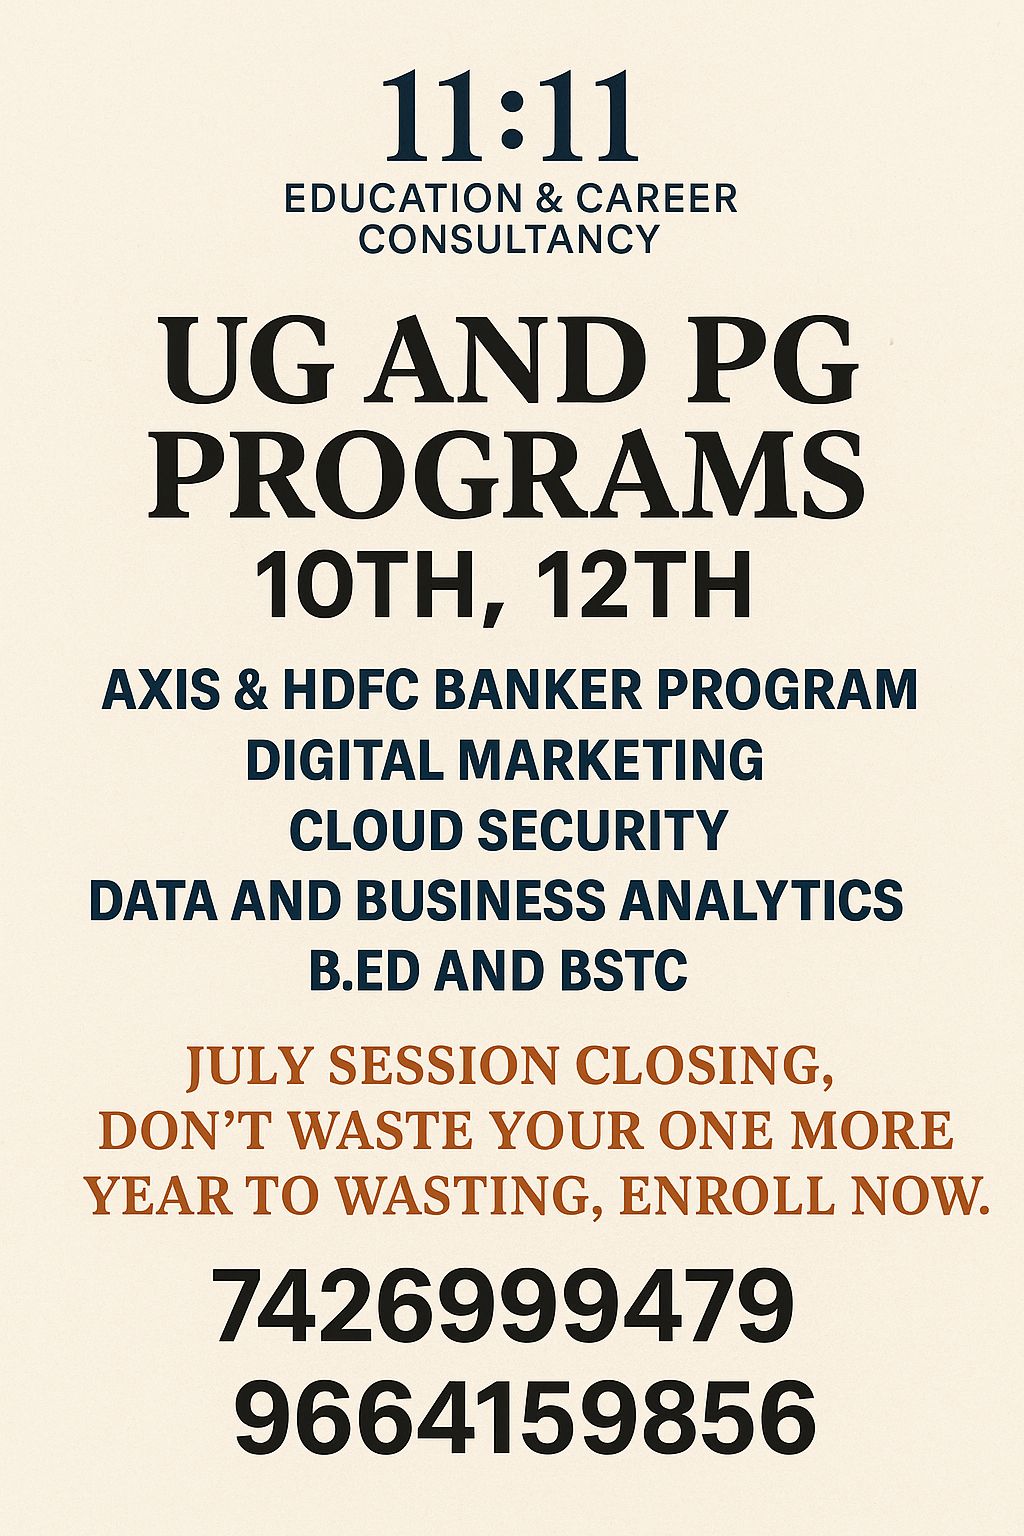 11:11
EDUCATION & CAREER
CONSULTANCY
UG AND PG
PROGRAMS
10TH, 12TH
AXIS & HDFC BANKER PROGRAM
DIGITAL MARKETING
CLOUD SECURITY
DATA AND BUSINESS ANALYTICS
B.ED AND BSTC
JULY SESSION CLOSING,
DON’T WASTE YOUR ONE MORE
YEAR TO WASTING, ENROLL NOW.
7426999479
9664159856